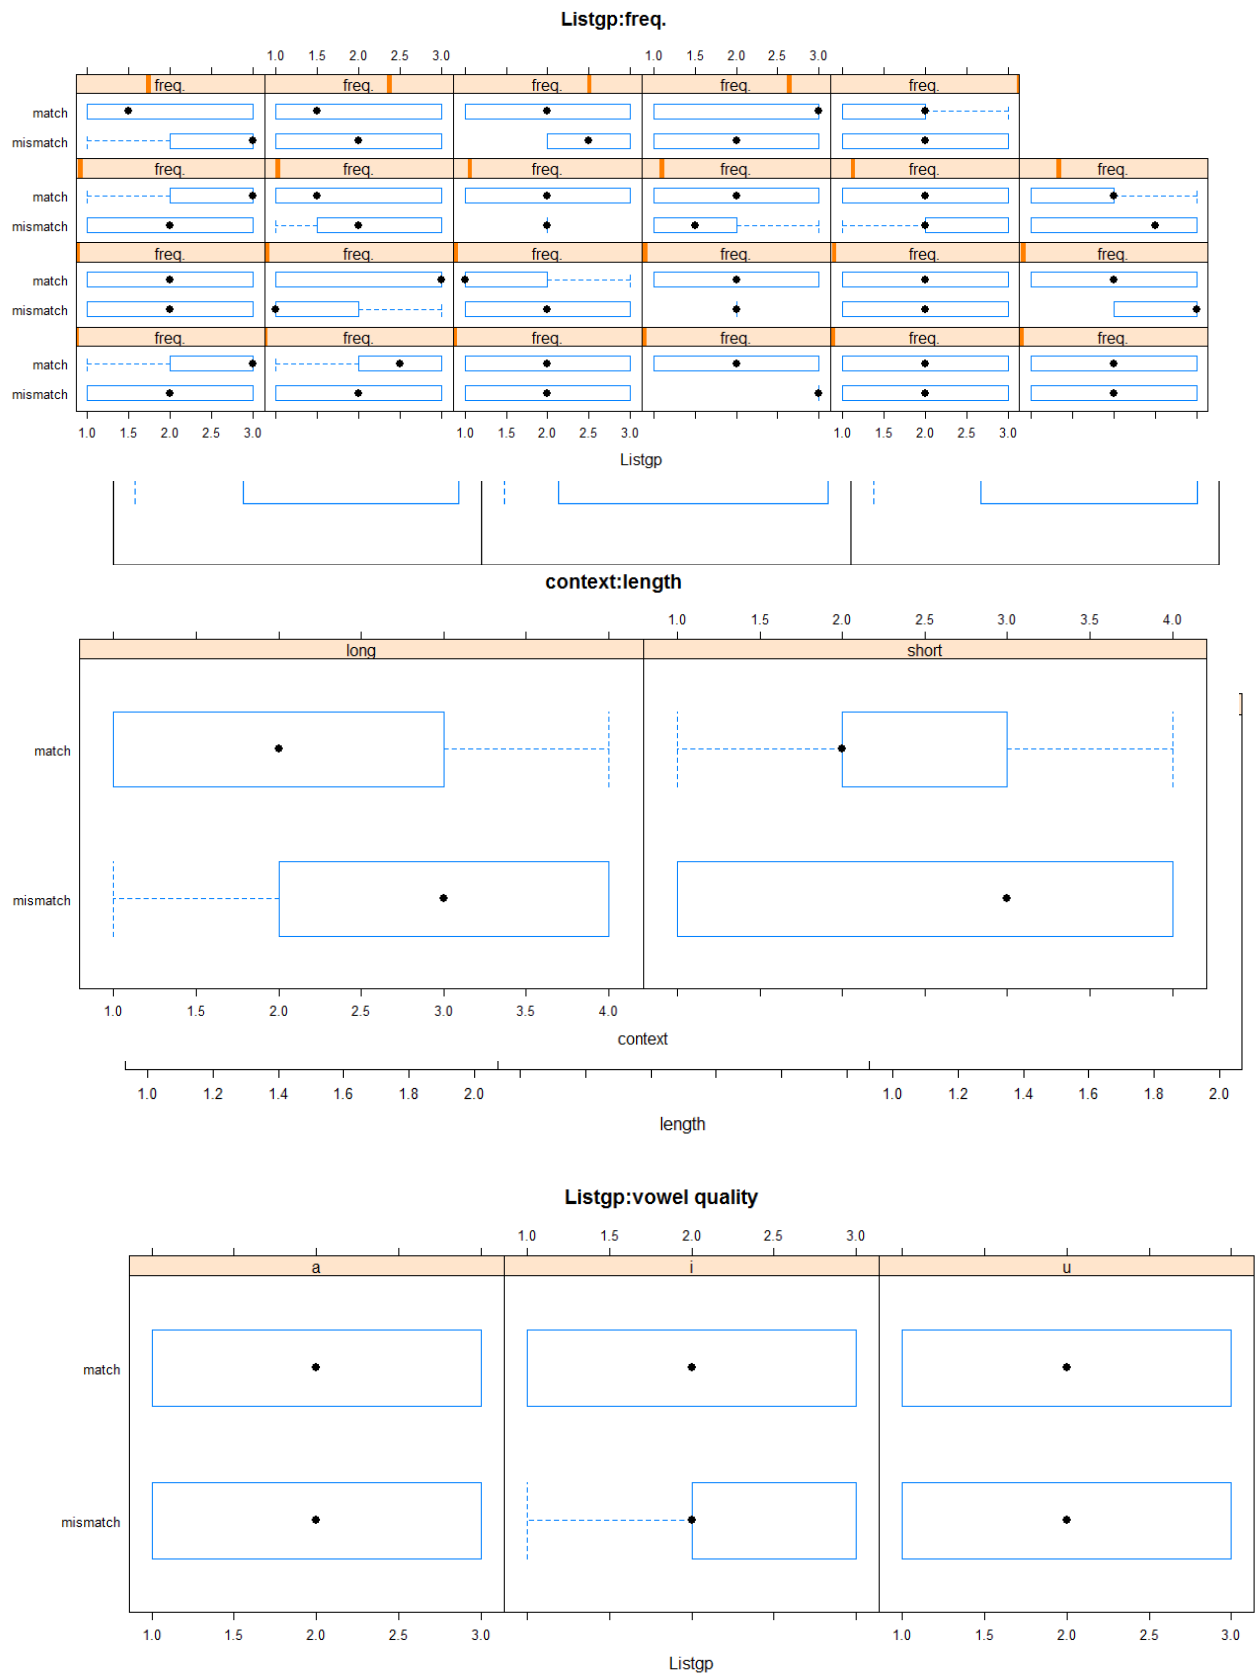 Listgp:freq.
1.0 1.5 2.0 2.5 3.0 1.0 1.5 2.0 2.5 3.0
freq. freq. freq. freq. freq.
match
mismatch
freq. freq. freq. freq. freq. freq.
match
mismatch
freq. freq. freq. freq. freq. freq.
match
mismatch
freq. freq. freq. freq. freq. freq.
match
mismatch
1.0 1.5 2.0 2.5 3.0 1.0 1.5 2.0 2.5 3.0 1.0 1.5 2.0 2.5 3.0
Listgp
context:length
1.0 1.5 2.0 2.5 3.0 3.5 4.0
long short
match
mismatch
1.0 1.5 2.0 2.5 3.0 3.5 4.0
context
1.0 1.2 1.4 1.6 1.8 2.0 1.0 1.2 1.4 1.6 1.8 2.0
length
Listgp:vowel quality
1.0 1.5 2.0 2.5 3.0
a i u
match
mismatch
1.0 1.5 2.0 2.5 3.0 1.0 1.5 2.0 2.5 3.0
Listgp